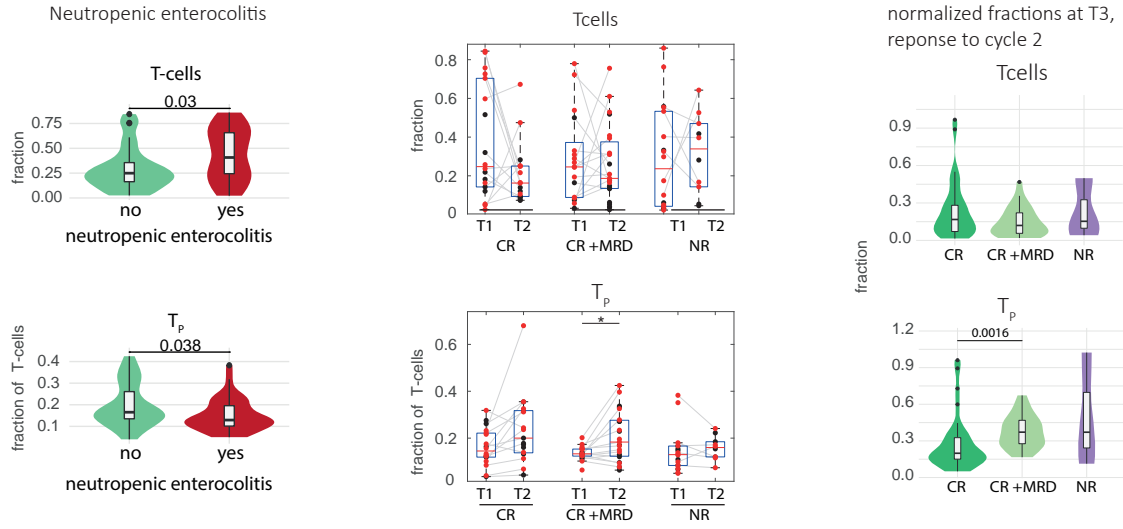 Neutropenic enterocolitis
T-cells
0.03
0.75
0.50
0.25
0.00
fraction
no yes
neutropenic enterocolitis
T_P
0.038
0.4
0.3
0.2
0.1
fraction of T-cells
no yes
neutropenic enterocolitis
Tcells
0.8
0.6
0.4
0.2
0
fraction
T1 T2 T1 T2 T1 T2
CR CR +MRD NR
T_P
*
0.6
0.4
0.2
0
fraction of T-cells
T1 T2 T1 T2 T1 T2
CR CR +MRD NR
normalized fractions at T3,
reponse to cycle 2
Tcells
0.9
0.6
0.3
0.0
CR CR +MRD NR
fraction
T_P
0.0016
1.2
0.9
0.6
0.3
0.0
CR CR +MRD NR